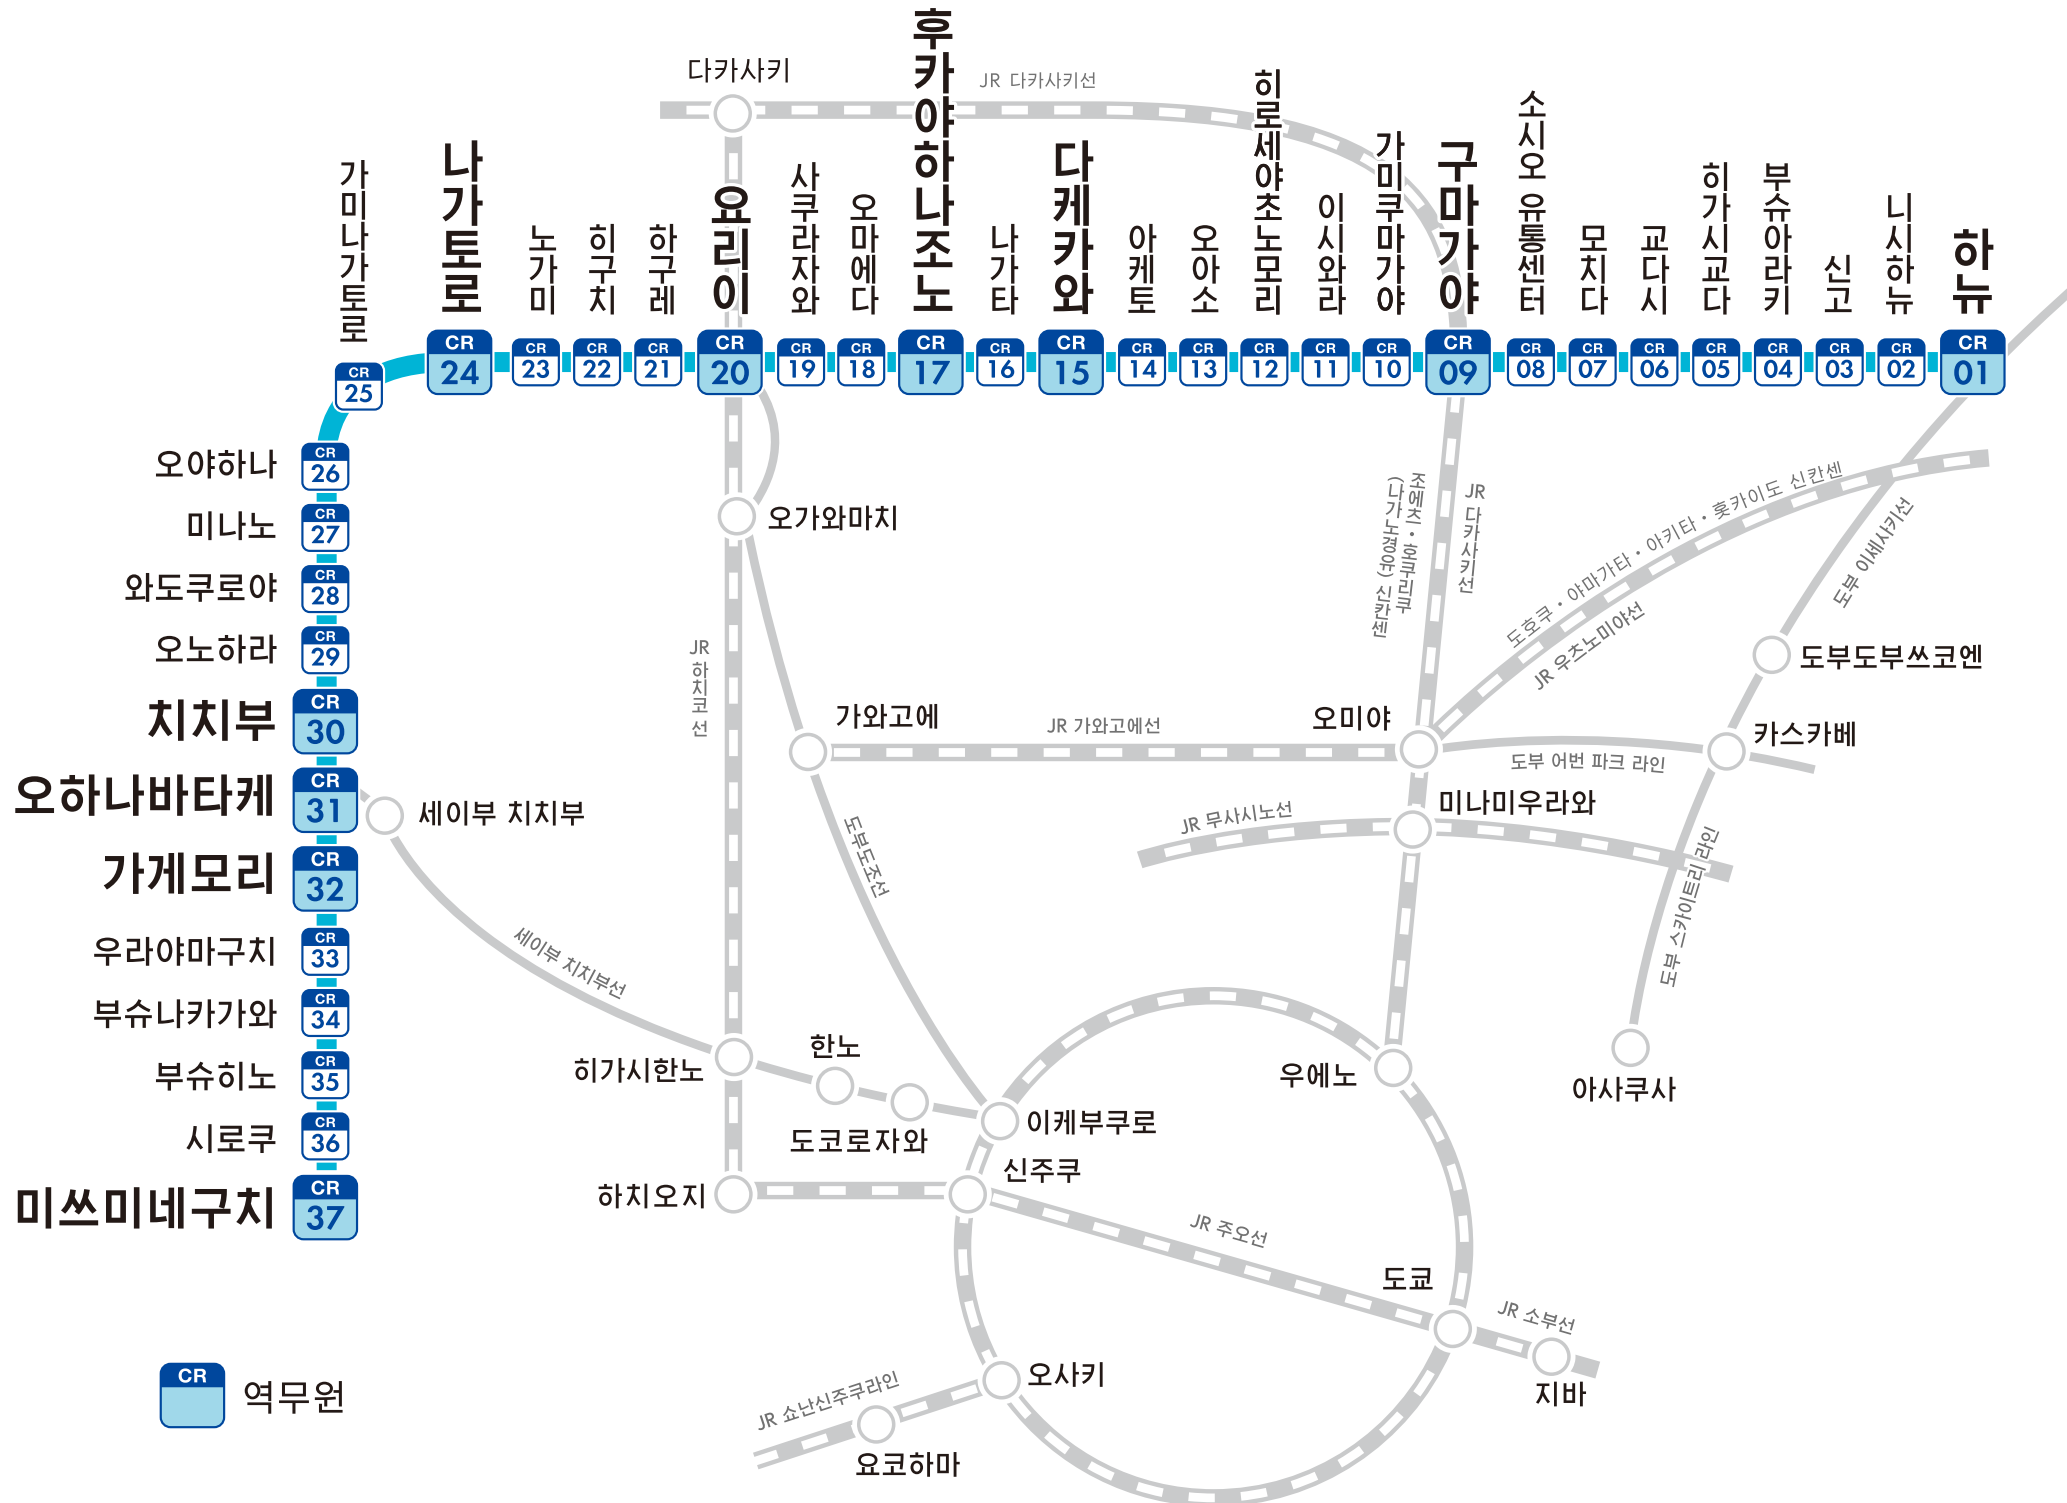 다카사키
JR 다카사키선
가미나가토로
나가토로
노가미
히구치
하구레
요리이
사쿠라자와
오마에다
후카야하나조노
나가타
다케카와
아케토
오아소
히로세야초노모리
이시와라
가미쿠마가야
구마가야
소시오 유통센터
모치다
교다시
히가시교다
부슈아라키
신고
니시하뉴
하뉴
CR 25
CR 24
CR 23
CR 22
CR 21
CR 20
CR 19
CR 18
CR 17
CR 16
CR 15
CR 14
CR 13
CR 12
CR 11
CR 10
CR 09
CR 08
CR 07
CR 06
CR 05
CR 04
CR 03
CR 02
CR 01
오야하나
CR 26
미나노
CR 27
와도쿠로야
CR 28
오노하라
CR 29
치치부
CR 30
오하나바타케
CR 31
가게모리
CR 32
우라야마구치
CR 33
부슈나카가와
CR 34
부슈히노
CR 35
시로쿠
CR 36
미쓰미네구치
CR 37
오가와마치
조에츠・호쿠리쿠
(나가노경유) 신칸센
JR 다카사키선
도호쿠・야마가타・아키타・홋카이도 신칸센
JR 우츠노미야선
도부 이세사키선
JR 하치코 선
도부도부쓰코엔
가와고에
JR 가와고에선
오미야
카스카베
도부 어번 파크 라인
세이부 치치부
JR 무사시노선
미나미우라와
도부도조선
도부 스카이트리 라인
세이부 치치부선
히가시한노
한노
도코로자와
이케부쿠로
우에노
아사쿠사
하치오지
신주쿠
JR 주오선
도쿄
JR 소부선
지바
오사키
JR 쇼난신주쿠라인
요코하마
CR
역무원